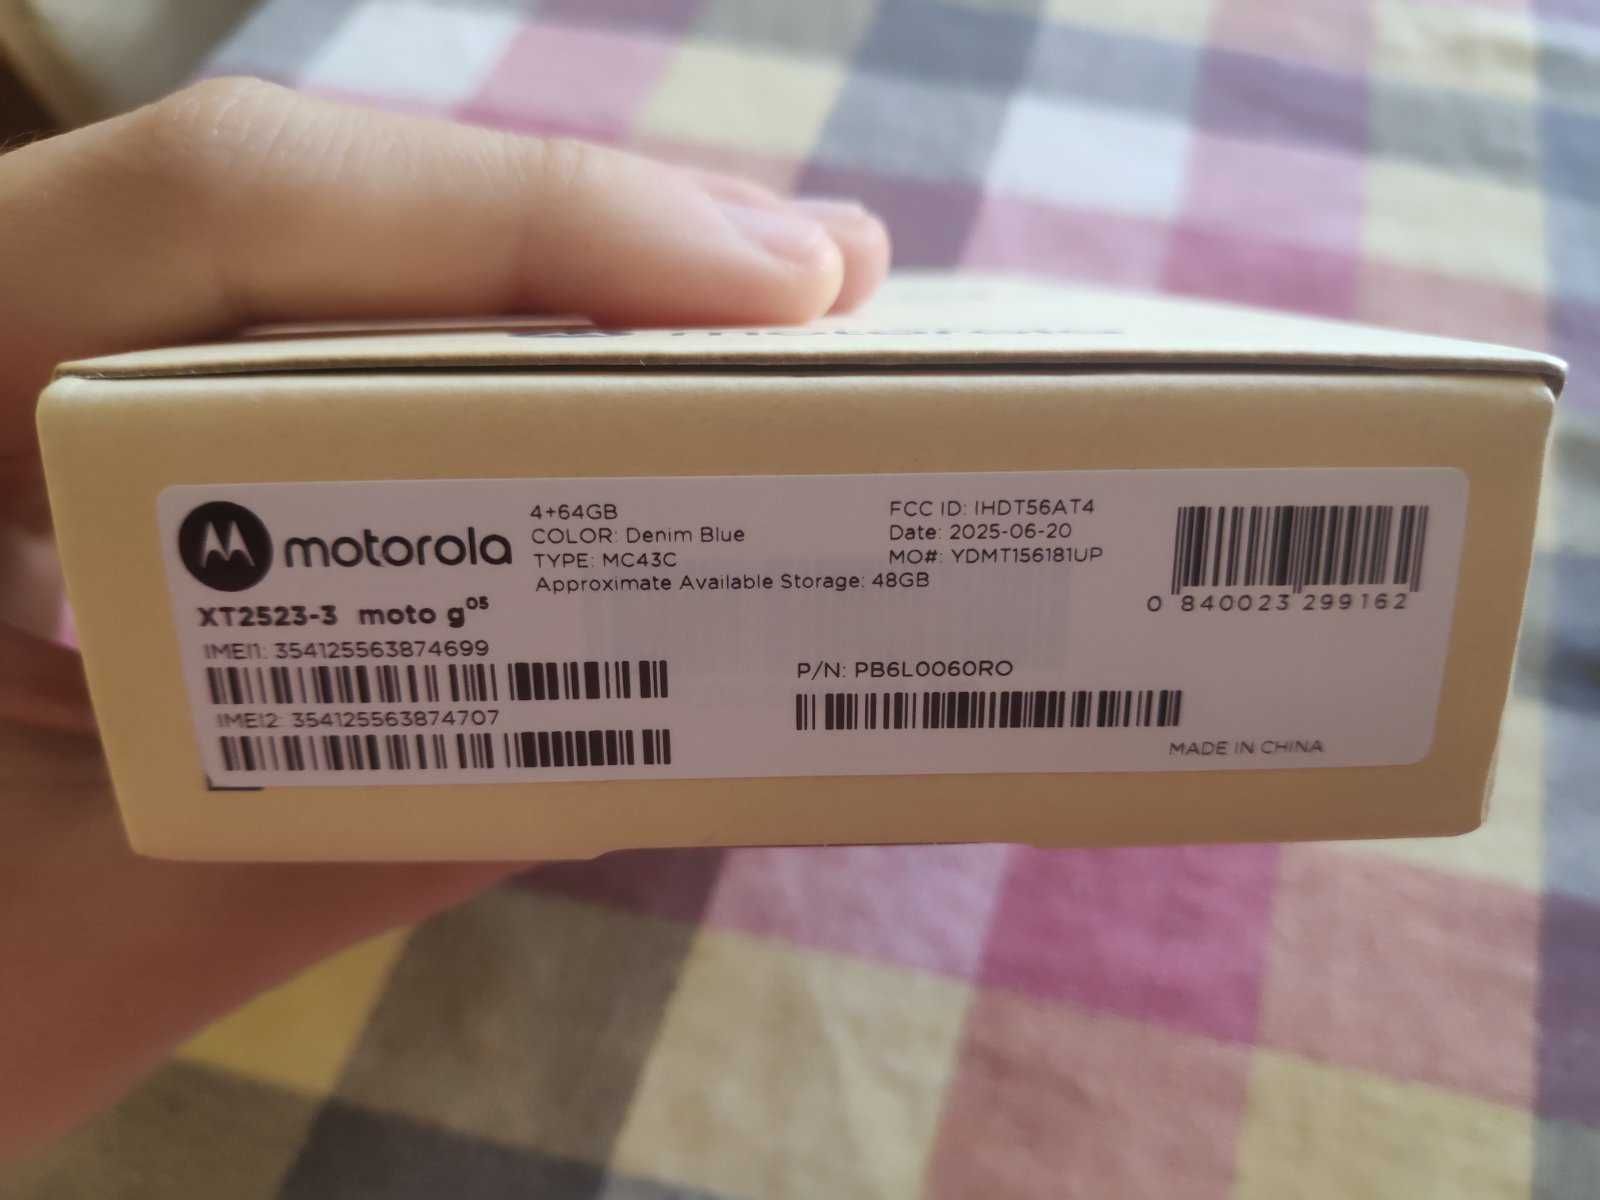 motorola
motorola
4+64GB
COLOR: Denim Blue
TYPE: MC43C
Approximate Available Storage: 48GB
FCC ID: IHDT56AT4
Date: 2025-06-20
MO#: YDMT156181UP
0 840023 299162
XT2523-3 moto g05
IMEI1: 354125563874699
IMEI2: 354125563874707
P/N: PB6L0060RO
MADE IN CHINA